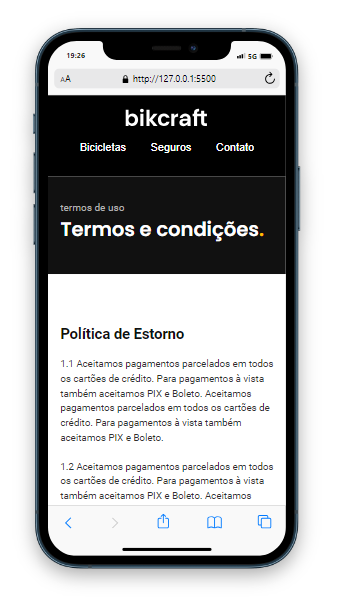 19:26
5G
AA
http://127.0.0.1:5500
bikcraft
Bicicletas Seguros Contato
termos de uso
Termos e condições.
Política de Estorno
1.1 Aceitamos pagamentos parcelados em todos
os cartões de crédito. Para pagamentos à vista
também aceitamos PIX e Boleto. Aceitamos
pagamentos parcelados em todos os cartões de
crédito. Para pagamentos à vista também
aceitamos PIX e Boleto.
1.2 Aceitamos pagamentos parcelados em todos
os cartões de crédito. Para pagamentos à vista
também aceitamos PIX e Boleto. Aceitamos